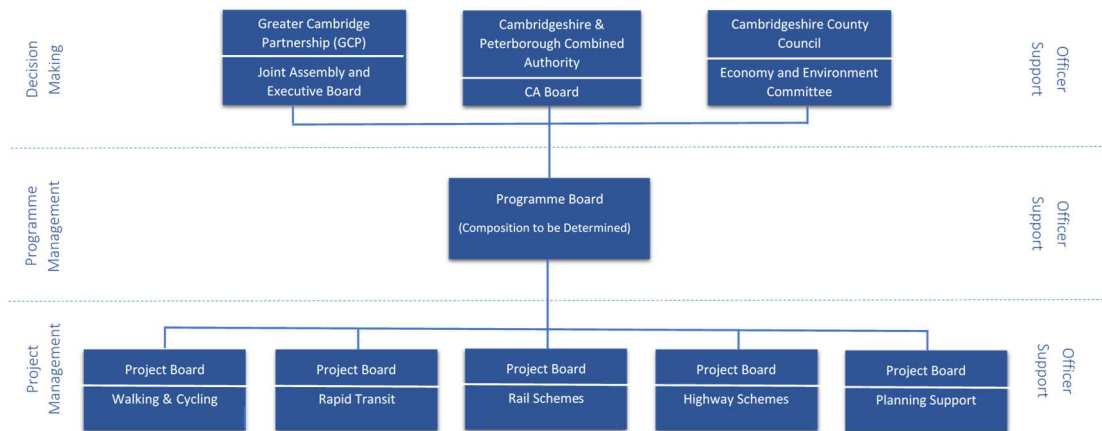 Decision
Making
Greater Cambridge
Partnership (GCP)
Joint Assembly and
Executive Board
Cambridgeshire &
Peterborough Combined
Authority
CA Board
Cambridgeshire County
Council
Economy and Environment
Committee
Officer
Support
Programme
Management
Programme Board
(Composition to be Determined)
Officer
Support
Project
Management
Project Board
Walking & Cycling
Project Board
Rapid Transit
Project Board
Rail Schemes
Project Board
Highway Schemes
Project Board
Planning Support
Officer
Support